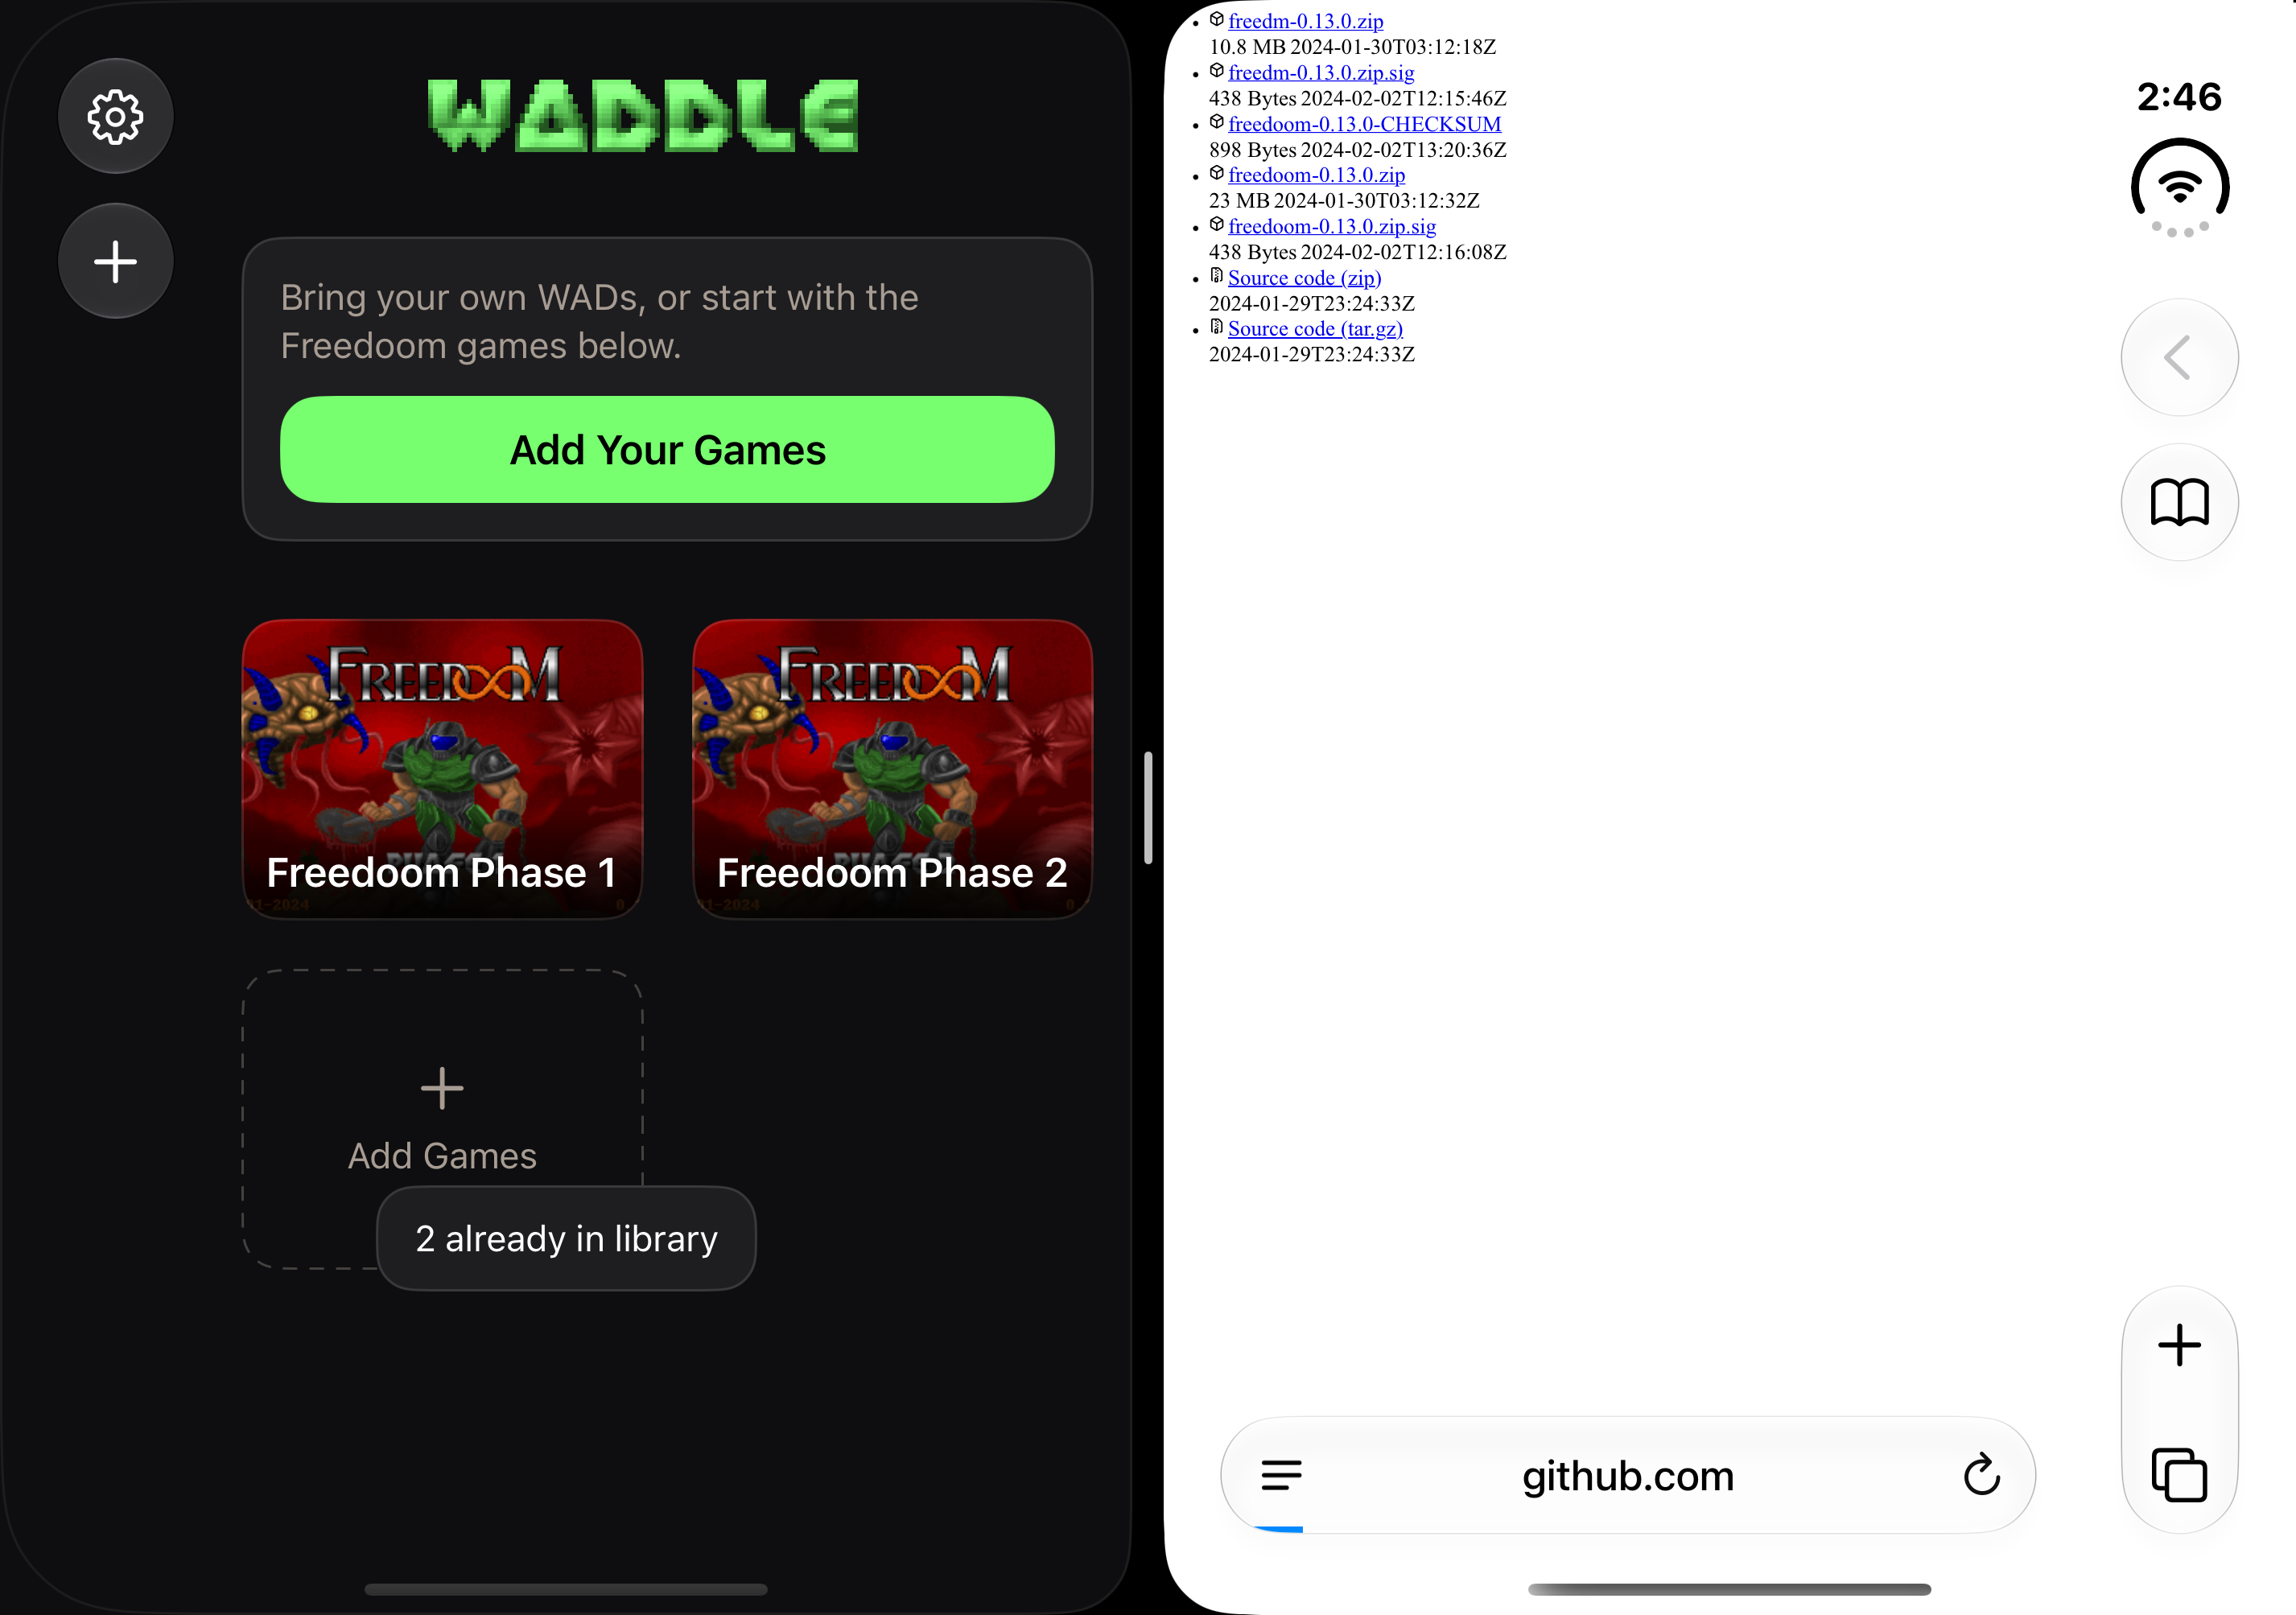 WADDLE
Bring your own WADs, or start with the
Freedoom games below.
Add Your Games
FREEDOOM
Freedoom Phase 1
01-2024
FREEDOOM
Freedoom Phase 2
01-2024
Add Games
2 already in library
freedm-0.13.0.zip
10.8 MB 2024-01-30T03:12:18Z
freedm-0.13.0.zip.sig
438 Bytes 2024-02-02T12:15:46Z
freedoom-0.13.0-CHECKSUM
898 Bytes 2024-02-02T13:20:36Z
freedoom-0.13.0.zip
23 MB 2024-01-30T03:12:32Z
freedoom-0.13.0.zip.sig
438 Bytes 2024-02-02T12:16:08Z
Source code (zip)
2024-01-29T23:24:33Z
Source code (tar.gz)
2024-01-29T23:24:33Z
2:46
github.com